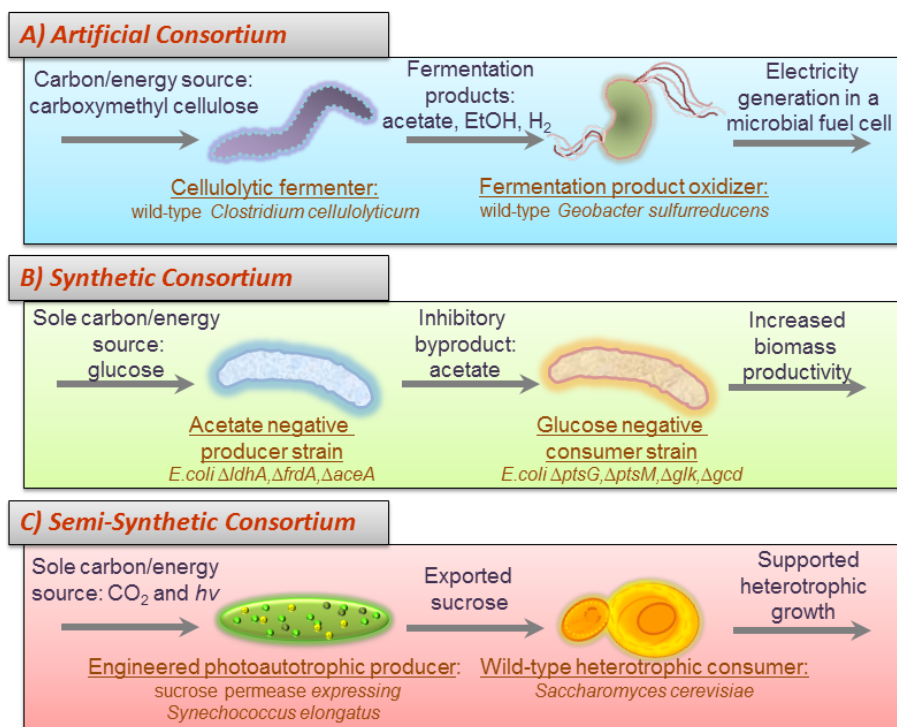 A) Artificial Consortium
Carbon/energy source:
carboxymethyl cellulose
Fermentation
products:
acetate, EtOH, H₂
Electricity
generation in a
microbial fuel cell
Cellulolytic fermenter:
wild-type Clostridium cellulolyticum
Fermentation product oxidizer:
wild-type Geobacter sulfurreducens
B) Synthetic Consortium
Sole carbon/energy
source:
glucose
Inhibitory
byproduct:
acetate
Increased
biomass
productivity
Acetate negative
producer strain
E.coli ΔldhA,ΔfrdA,ΔaceA
Glucose negative
consumer strain
E.coli ΔptsG,ΔptsM,Δglk,Δgcd
C) Semi-Synthetic Consortium
Sole carbon/energy
source: CO₂ and hv
Exported
sucrose
Supported
heterotrophic
growth
Engineered photoautotrophic producer:
sucrose permease expressing
Synechococcus elongatus
Wild-type heterotrophic consumer:
Saccharomyces cerevisiae